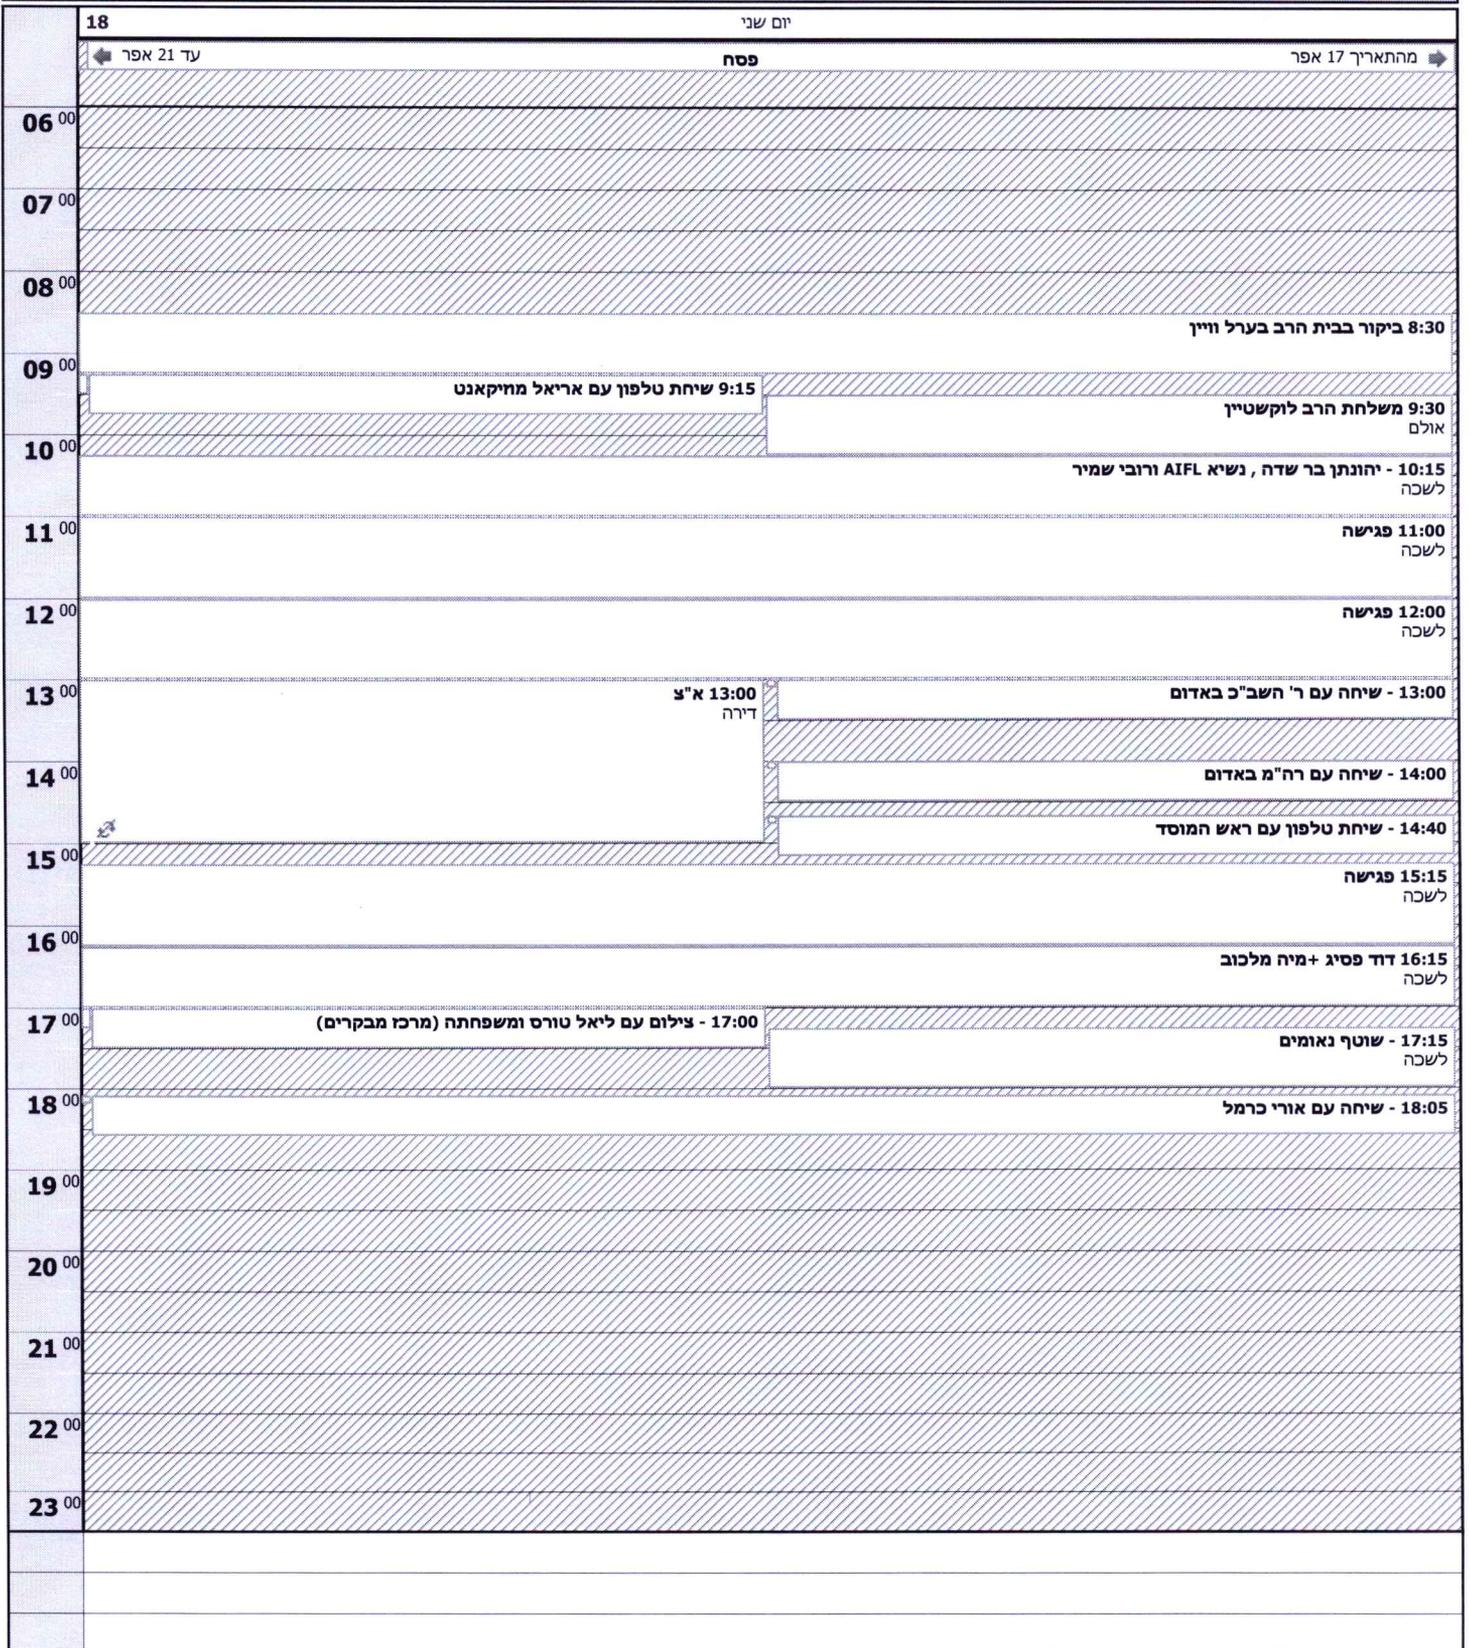 יום שני
18
מהתאריך 17 אפר
פסח
עד 21 אפר
06 00
07 00
08 00
8:30 ביקור בבית הרב בערל וויין
09 00
9:15 שיחת טלפון עם אריאל מוזיקאנט
9:30 משלחת הרב לוקשטיין
אולם
10 00
10:15 - יהונתן בר שדה , נשיא AIFL ורובי שמיר
לשכה
11 00
11:00 פגישה
לשכה
12 00
12:00 פגישה
לשכה
13 00
13:00 - שיחה עם ר' השב"כ באדום
13:00 א"צ
דירה
14 00
14:00 - שיחה עם רה"מ באדום
14:40 - שיחת טלפון עם ראש המוסד
15 00
15:15 פגישה
לשכה
16 00
16:15 דוד פסיג +מיה מלכוב
לשכה
17 00
17:00 - צילום עם ליאל טורס ומשפחתה (מרכז מבקרים)
17:15 - שוטף נאומים
לשכה
18 00
18:05 - שיחה עם אורי כרמל
19 00
20 00
21 00
22 00
23 00